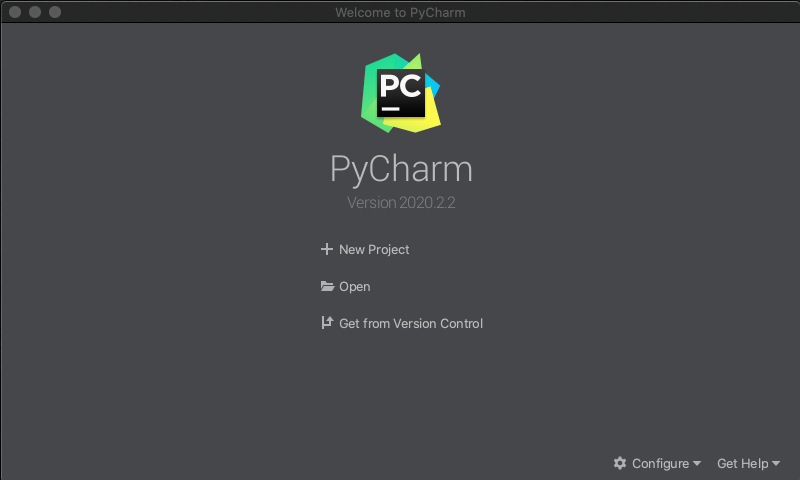 Welcome to PyCharm
PC
PyCharm
Version 2020.2.2
New Project
Open
Get from Version Control
Configure
Get Help